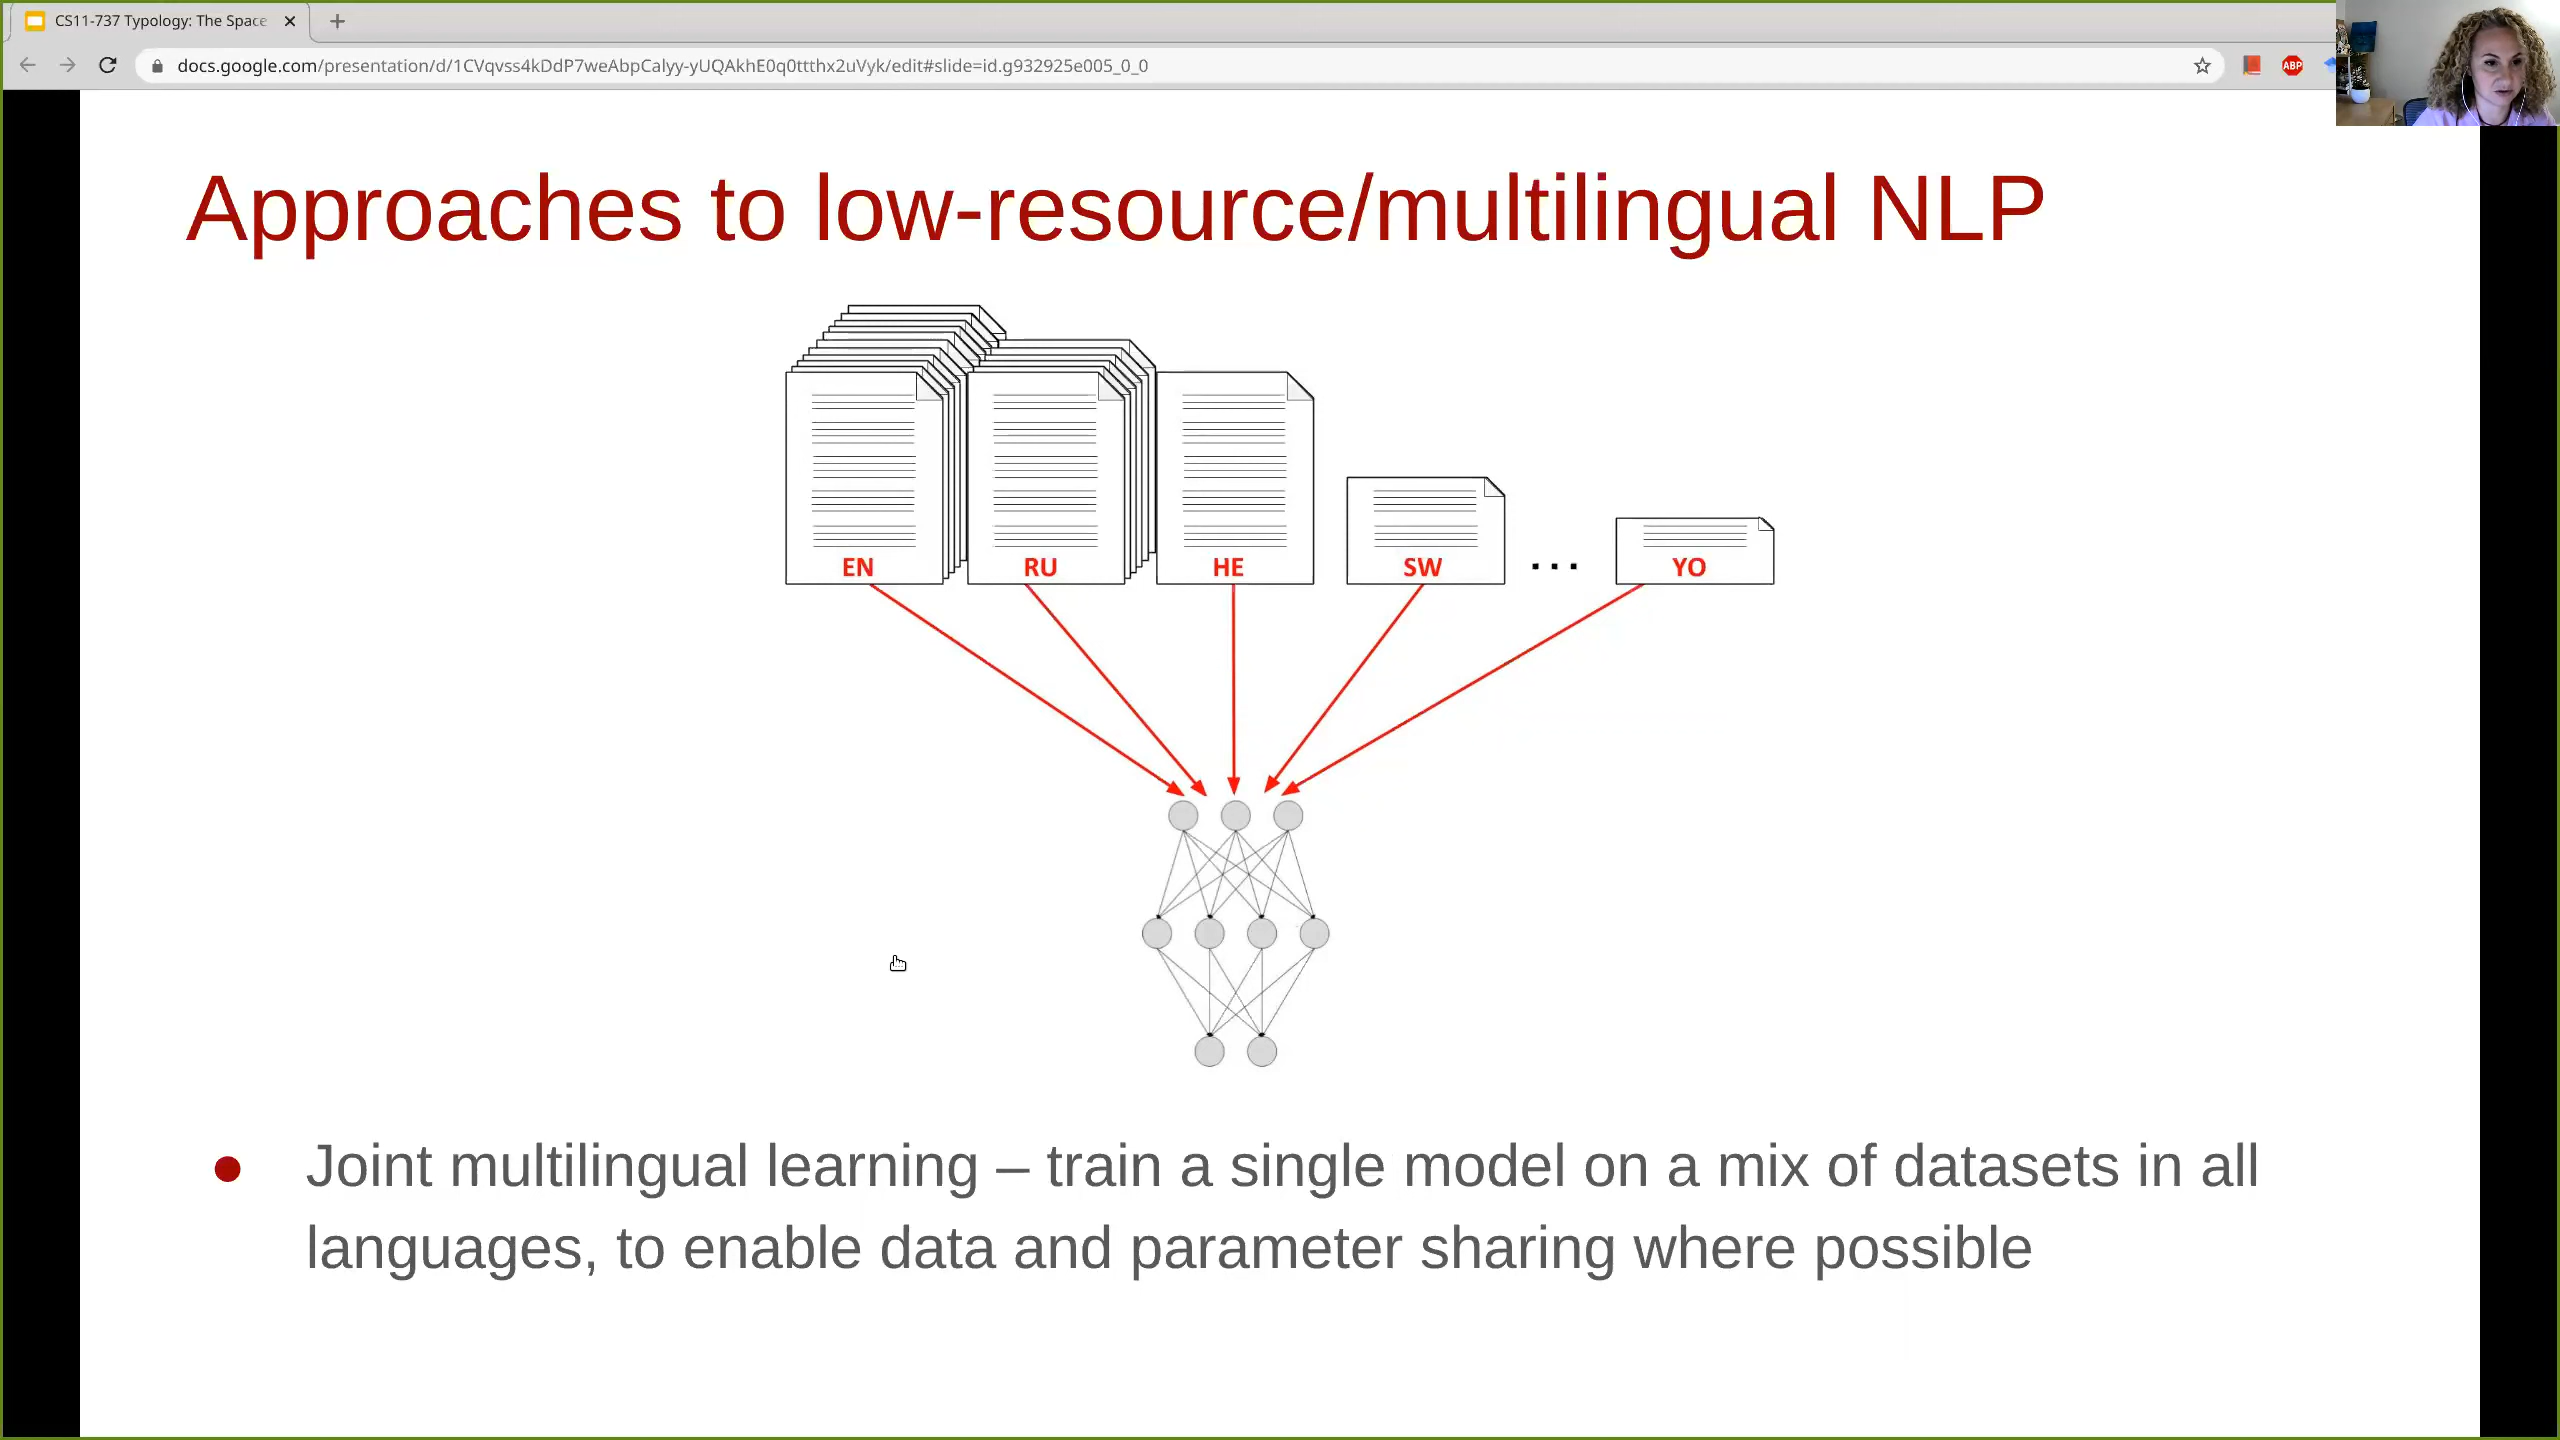 CS11-737 Typology: The Space
docs.google.com/presentation/d/1CVqvss4kDdP7weAbpCalyy-yUQAkhE0q0ttthx2uVyk/edit#slide=id.g932925e005_0_0
ABP
Approaches to low-resource/multilingual NLP
EN RU HE SW ... YO
● Joint multilingual learning – train a single model on a mix of datasets in all
languages, to enable data and parameter sharing where possible